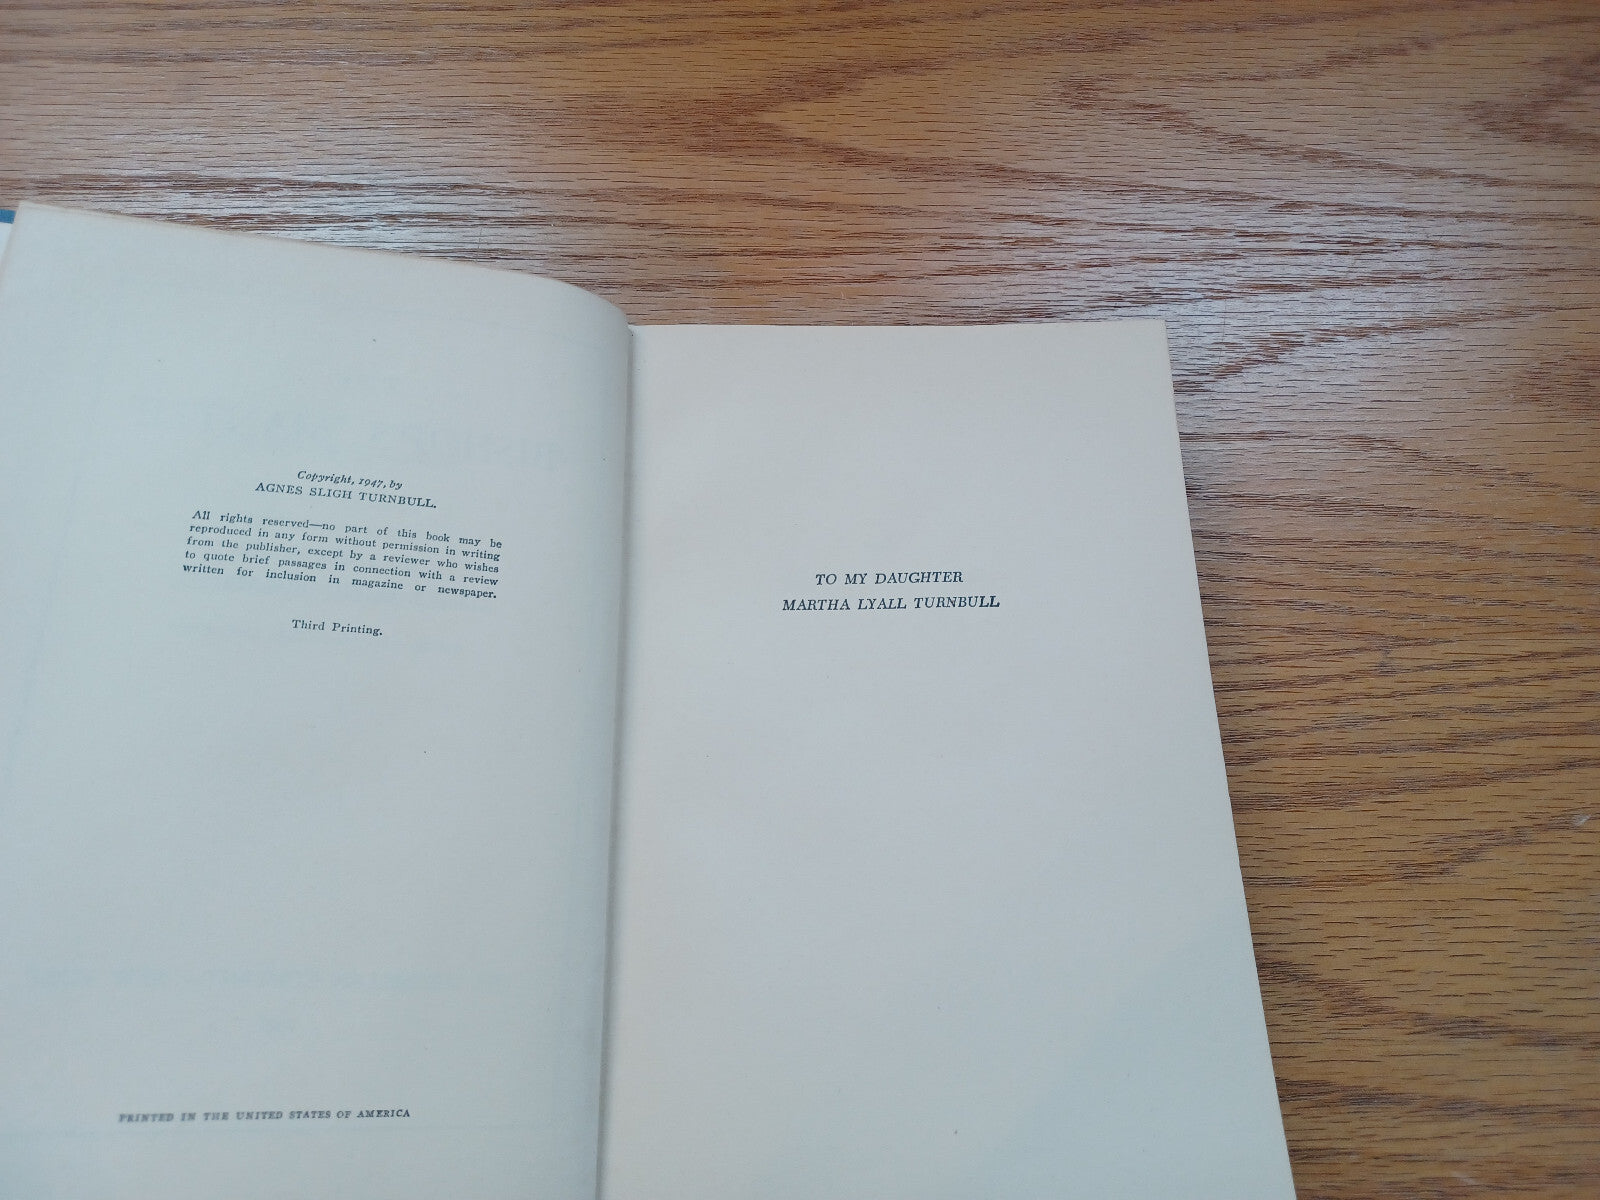 Copyright, 1947, by
AGNES SLIGH TURNBULL.
All rights reserved—no part of this book may be
reproduced in any form without permission in writing
from the publisher, except by a reviewer who wishes
to quote brief passages in connection with a review
written for inclusion in magazine or newspaper.
Third Printing.
PRINTED IN THE UNITED STATES OF AMERICA
TO MY DAUGHTER
MARTHA LYALL TURNBULL